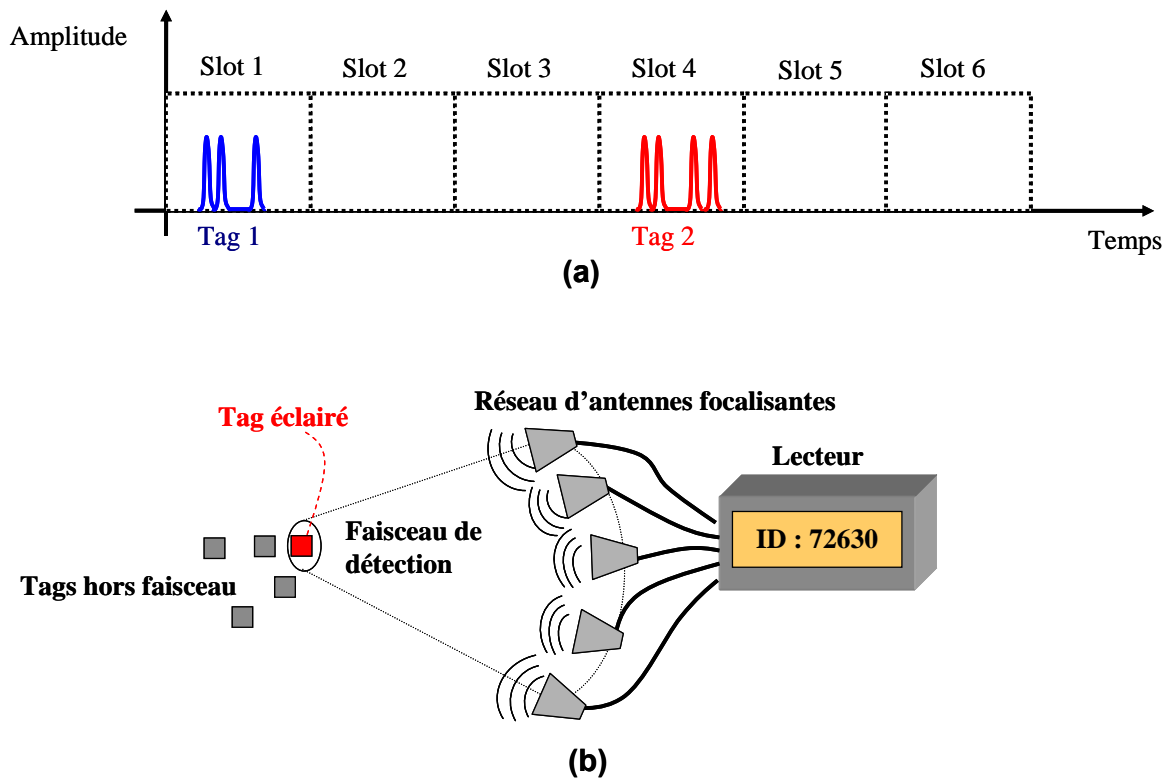 Amplitude
Slot 1
Slot 2
Slot 3
Slot 4
Slot 5
Slot 6
Tag 1
Tag 2
Temps
(a)
Réseau d’antennes focalisantes
Tag éclairé
Lecteur
Faisceau de
détection
ID : 72630
Tags hors faisceau
(b)